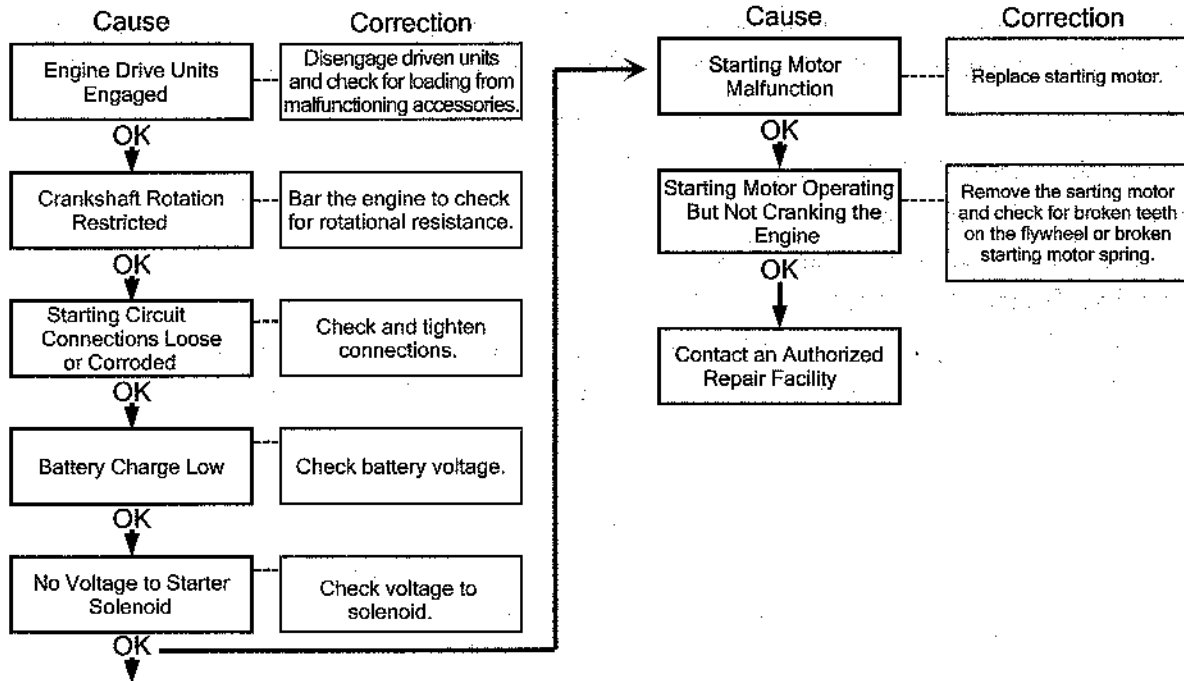 Cause
Correction
Engine Drive Units
Engaged
Disengage driven units
and check for loading from
malfunctioning accessories.
OK
Crankshaft Rotation
Restricted
Bar the engine to check
for rotational resistance.
OK
Starting Circuit
Connections Loose
or Corroded
Check and tighten
connections.
OK
Battery Charge Low
Check battery voltage.
OK
No Voltage to Starter
Solenoid
Check voltage to
solenoid.
OK
Cause
Correction
Starting Motor
Malfunction
Replace starting motor.
OK
Starting Motor Operating
But Not Cranking the
Engine
Remove the sarting motor
and check for broken teeth
on the flywheel or broken
starting motor spring.
OK
Contact an Authorized
Repair Facility